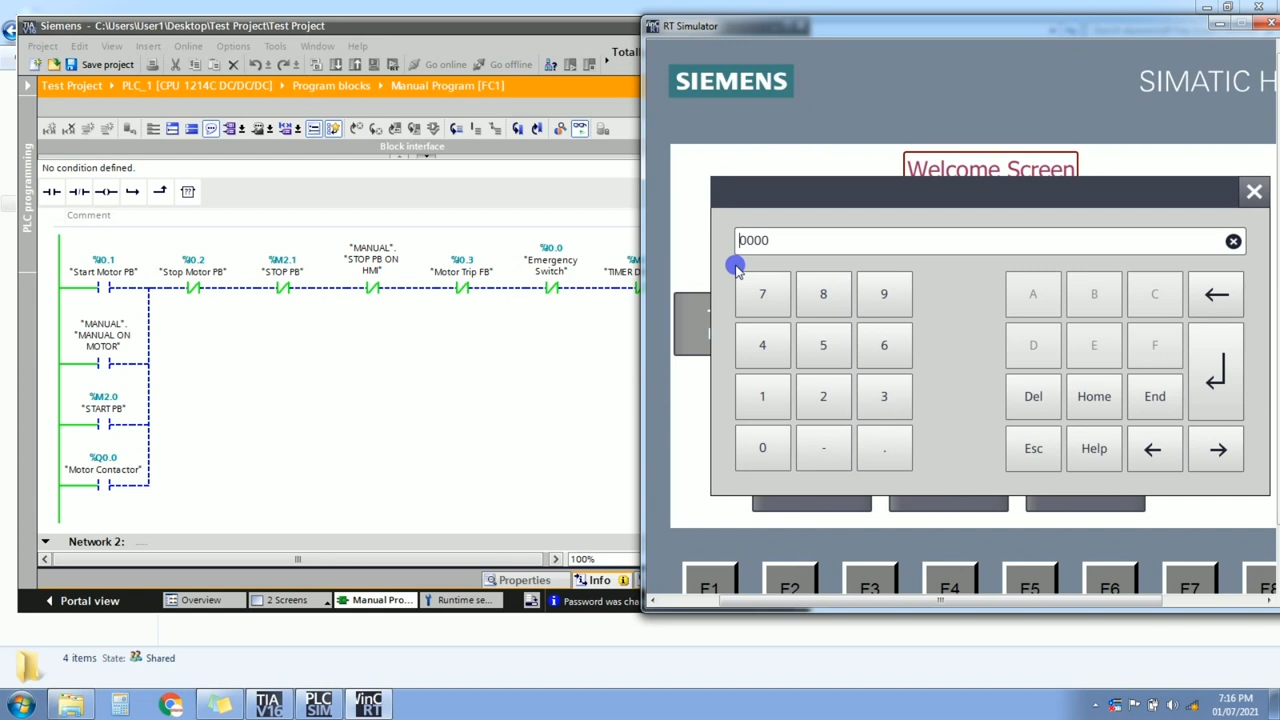 Siemens - C:\Users\User1\Desktop\Test Project\Test Project
Project Edit View Insert Online Options Tools Window Help
Total
Save project
Go online
Go offline
Test Project
PLC_1 [CPU 1214C DC/DC/DC]
Program blocks
Manual Program [FC1]
Block interface
No condition defined.
??
Comment
PLC programming
%I0.1
"Start Motor PB"
%I0.2
"Stop Motor PB"
%M2.1
"STOP PB"
"MANUAL".
"STOP PB ON
HMI"
%I0.3
"Motor Trip FB"
%I0.0
"Emergency
Switch"
"TIMER D
"MANUAL".
"MANUAL ON
MOTOR"
%M2.0
"START PB"
%Q0.0
"Motor Contactor"
Network 2:
100%
Properties
Info
Portal view
Overview
2 Screens
Manual Pro...
Runtime se...
Password was cha
RT Simulator
SIEMENS
SIMATIC H
Welcome Screen
0000
7 8 9 A B C
4 5 6 D E F
1 2 3 Del Home End
0 - . Esc Help
F1 F2 F3 F4 F5 F6 F7 F8
4 items State: Shared
TIA V16
PLC SIM
WinC RT
7:16 PM
01/07/2021